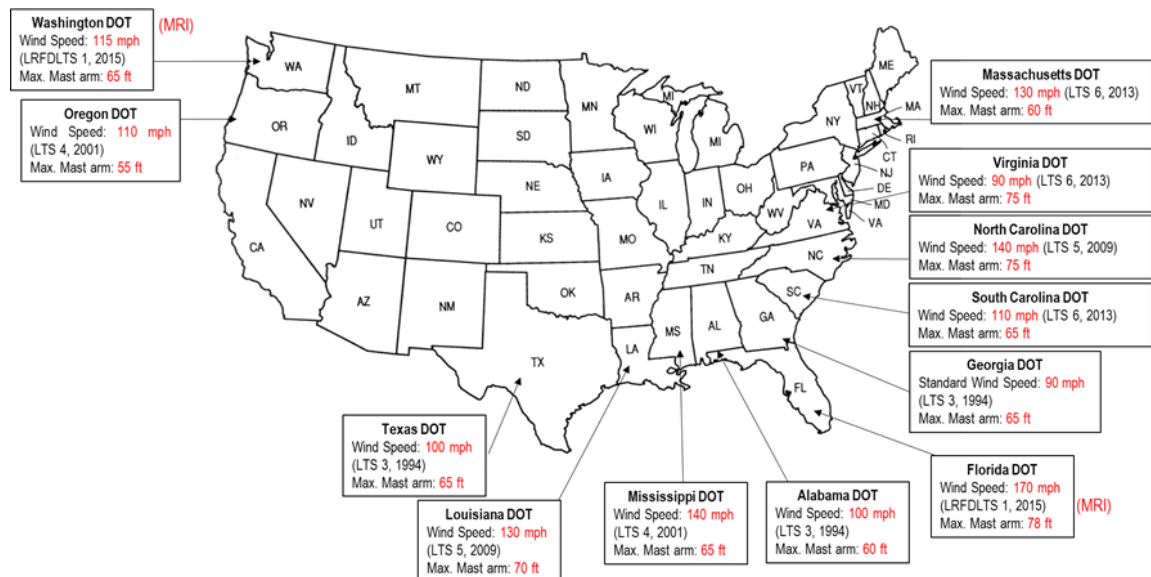 Washington DOT
(MRI)
Wind Speed: 115 mph
(LRFDLTS 1, 2015)
Max. Mast arm: 65 ft
Oregon DOT
Wind Speed: 110 mph
(LTS 4, 2001)
Max. Mast arm: 55 ft
Massachusetts DOT
Wind Speed: 130 mph (LTS 6, 2013)
Max. Mast arm: 60 ft
Virginia DOT
Wind Speed: 90 mph (LTS 6, 2013)
Max. Mast arm: 75 ft
North Carolina DOT
Wind Speed: 140 mph (LTS 5, 2009)
Max. Mast arm: 75 ft
South Carolina DOT
Wind Speed: 110 mph (LTS 6, 2013)
Max. Mast arm: 65 ft
Georgia DOT
Standard Wind Speed: 90 mph
(LTS 3, 1994)
Max. Mast arm: 65 ft
Florida DOT
Wind Speed: 170 mph
(LRFDLTS 1, 2015)
Max. Mast arm: 78 ft
(MRI)
Alabama DOT
Wind Speed: 100 mph
(LTS 3, 1994)
Max. Mast arm: 60 ft
Mississippi DOT
Wind Speed: 140 mph
(LTS 4, 2001)
Max. Mast arm: 65 ft
Louisiana DOT
Wind Speed: 130 mph
(LTS 5, 2009)
Max. Mast arm: 70 ft
Texas DOT
Wind Speed: 100 mph
(LTS 3, 1994)
Max. Mast arm: 65 ft
WA
MT
ND
MN
OR
ID
WY
SD
WI
MI
MI
NY
VT
NH
ME
MA
RI
CT
NJ
PA
DE
MD
VA
NV
UT
CO
NE
IA
IL
IN
OH
WV
VA
CA
KS
MO
KY
NC
AZ
NM
OK
AR
TN
SC
TX
LA
MS
AL
GA
FL